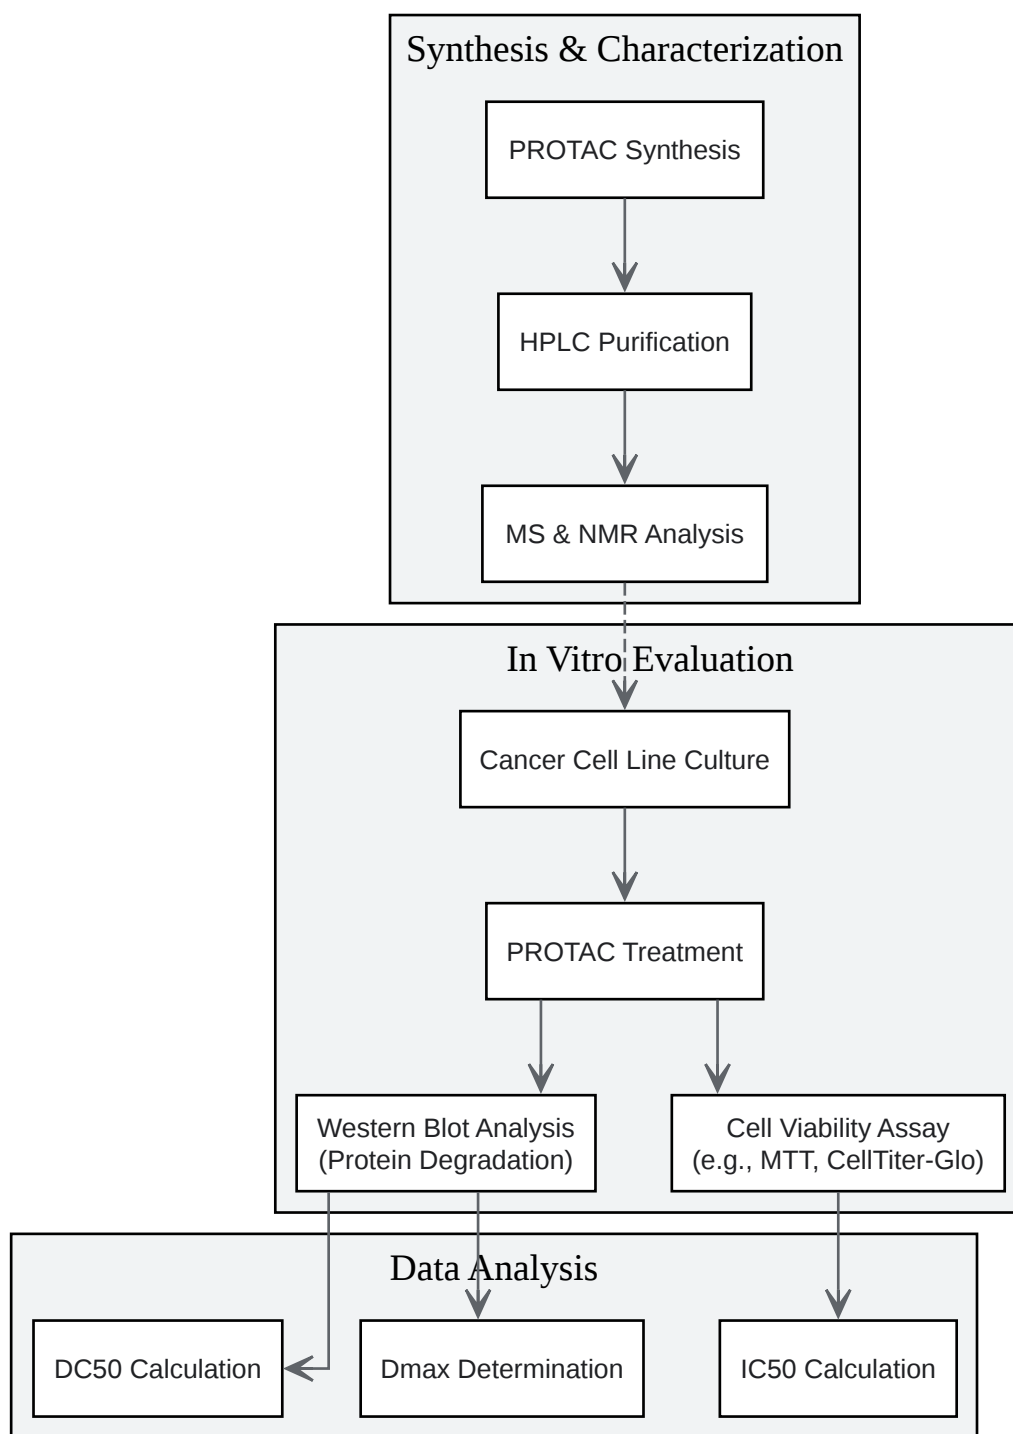 Synthesis & Characterization
PROTAC Synthesis
HPLC Purification
MS & NMR Analysis
In Vitro Evaluation
Cancer Cell Line Culture
PROTAC Treatment
Western Blot Analysis
(Protein Degradation)
Cell Viability Assay
(e.g., MTT, CellTiter-Glo)
Data Analysis
DC50 Calculation
Dmax Determination
IC50 Calculation